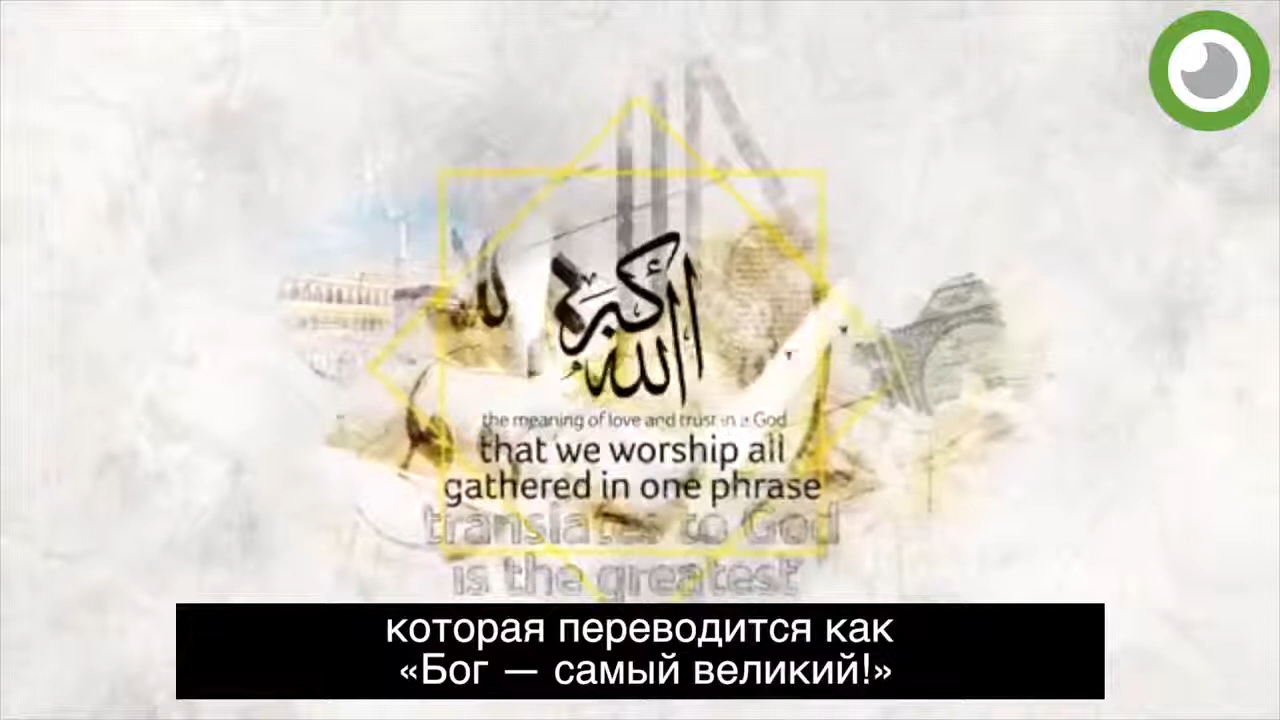 الله أكبر
the meaning of love and trust in a God
that we worship all
gathered in one phrase
translates to God
is the greatest
которая переводится как
«Бог — самый великий!»